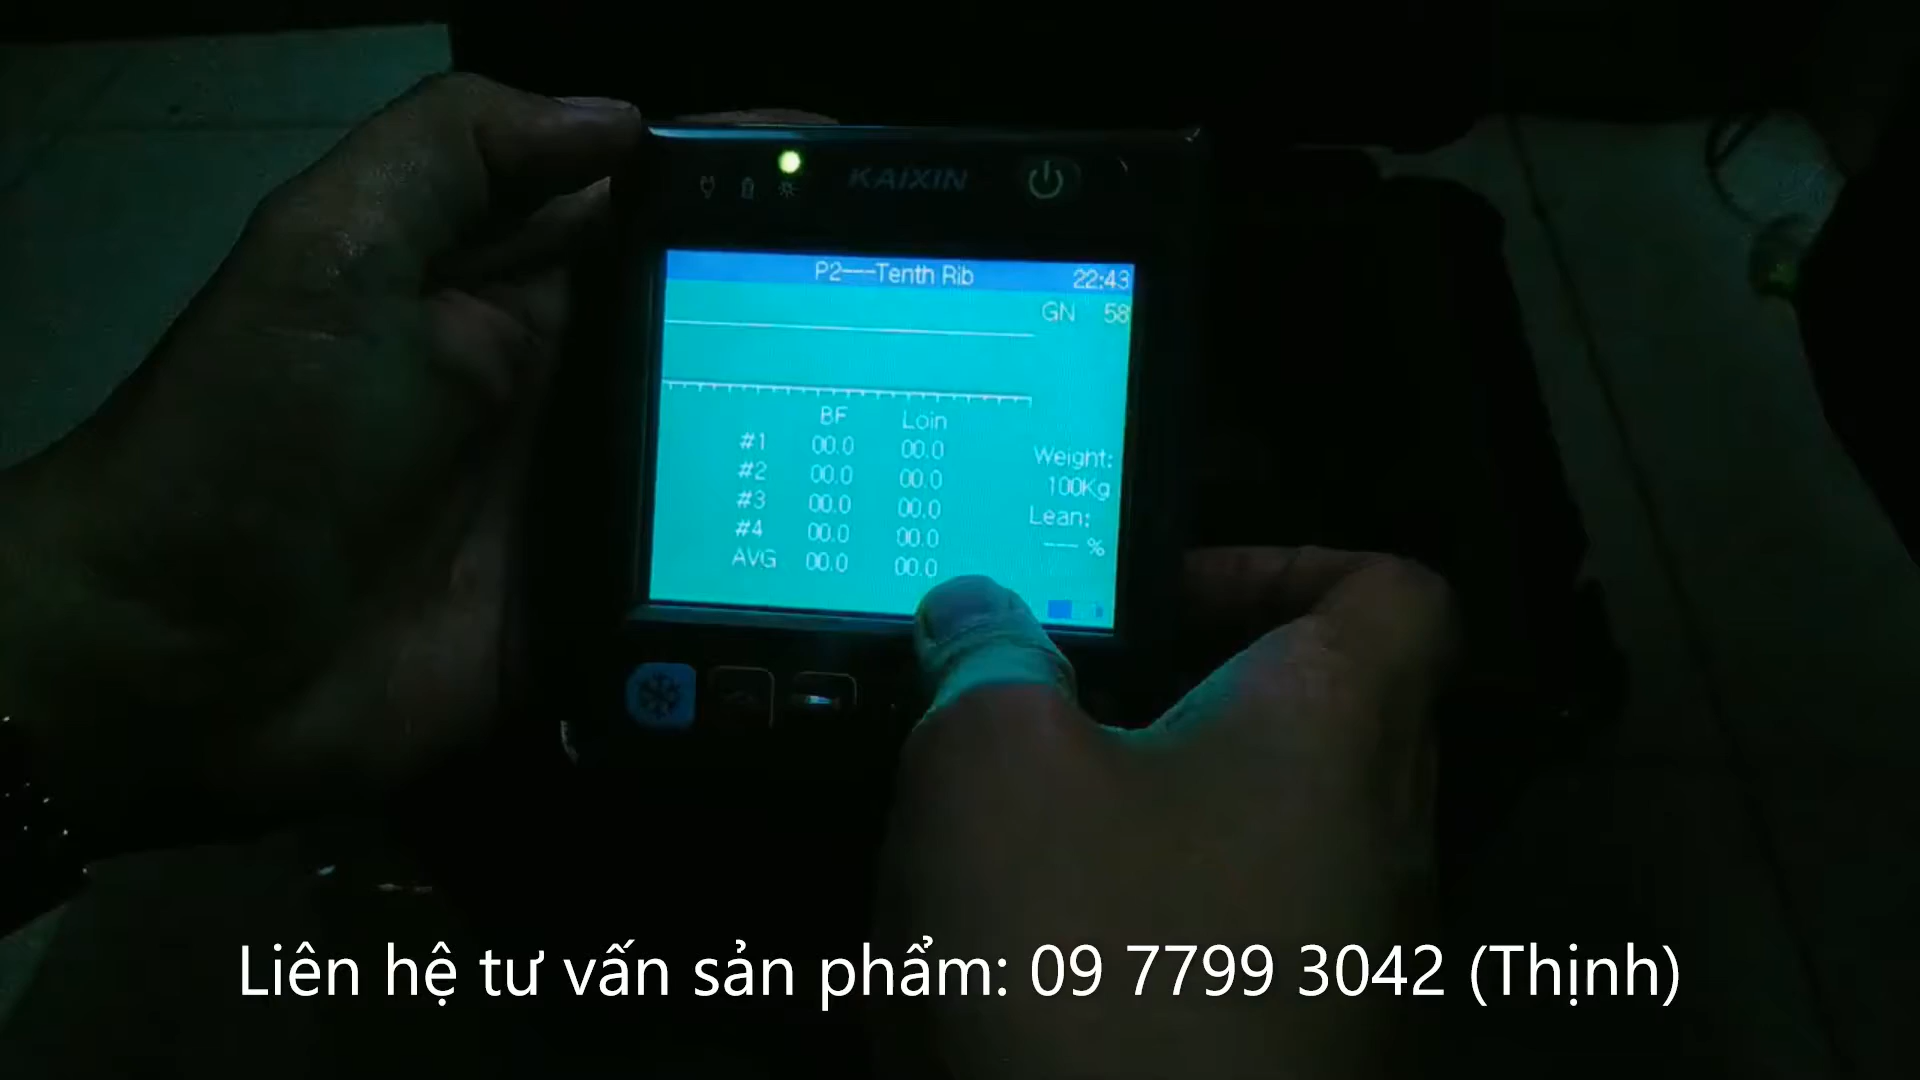 KAIXIN
P2—Tenth Rib 22:43
GN 58
BF Loin
#1 00.0 00.0
#2 00.0 00.0
#3 00.0 00.0
#4 00.0 00.0
AVG 00.0 00.0
Weight:
100Kg
Lean:
--- %
Liên hệ tư vấn sản phẩm: 09 7799 3042 (Thịnh)